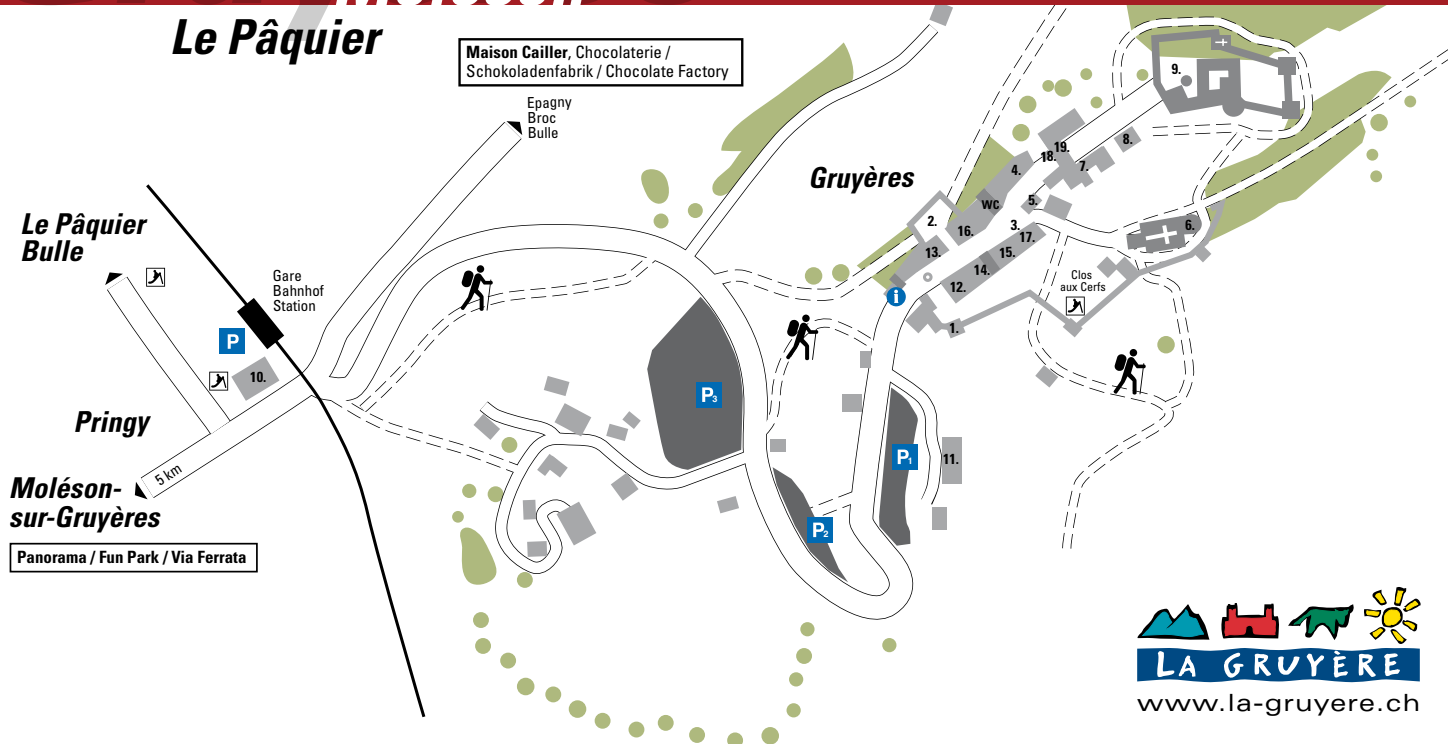 Moléson
Le Pâquier
Maison Cailler, Chocolaterie /
Schokoladenfabrik / Chocolate Factory
Epagny
Broc
Bulle
Gruyères
Le Pâquier
Bulle
Gare
Bahnhof
Station
P
10.
Pringy
5 km
Moléson-
sur-Gruyères
Panorama / Fun Park / Via Ferrata
P3
P2
P1
11.
9.
8.
19.
18.
7.
4.
WC
5.
2.
16.
3.
17.
6.
13.
15.
14.
12.
i
1.
Clos
aux Cerfs
LA GRUYÈRE
www.la-gruyere.ch